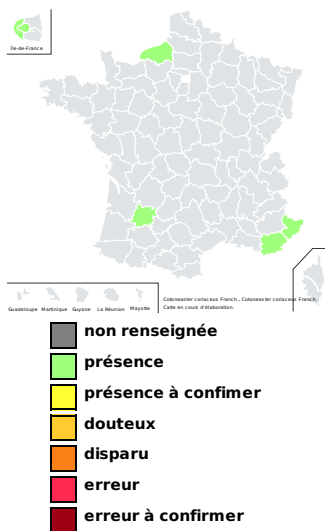 Île-de-France
Guadeloupe Martinique Guyane La Réunion Mayotte
Cotoneaster coriaceus Franch., Cotoneaster coriaceus Franch.
Carte en cours d'élaboration.
non renseignée
présence
présence à confimer
douteux
disparu
erreur
erreur à confirmer